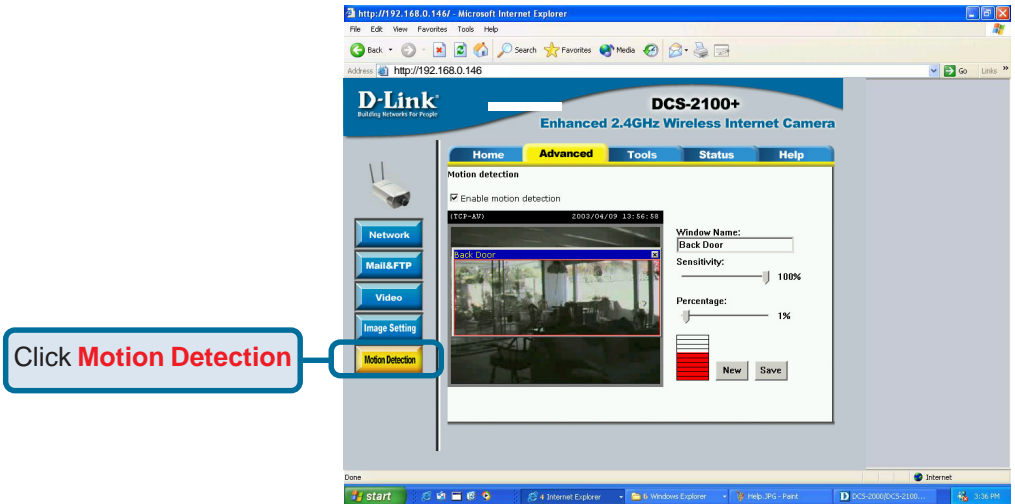 http://192.168.0.146/ - Microsoft Internet Explorer
File Edit View Favorites Tools Help
Back Search Favorites Media
Address http://192.168.0.146 Go Links »
D-Link®
Building Networks For People
DCS-2100+
Enhanced 2.4GHz Wireless Internet Camera
Home Advanced Tools Status Help
Motion detection
Enable motion detection
(TCP-AV) 2003/04/09 13:56:58
Back Door
Window Name:
Back Door
Sensitivity:
100%
Percentage:
1%
New Save
Network
Mail&FTP
Video
Image Setting
Motion Detection
Click Motion Detection
Done Internet
start 4 Internet Explorer 6 Windows Explorer Help.JPG - Paint DCS-2000/DCS-2100... 3:36 PM